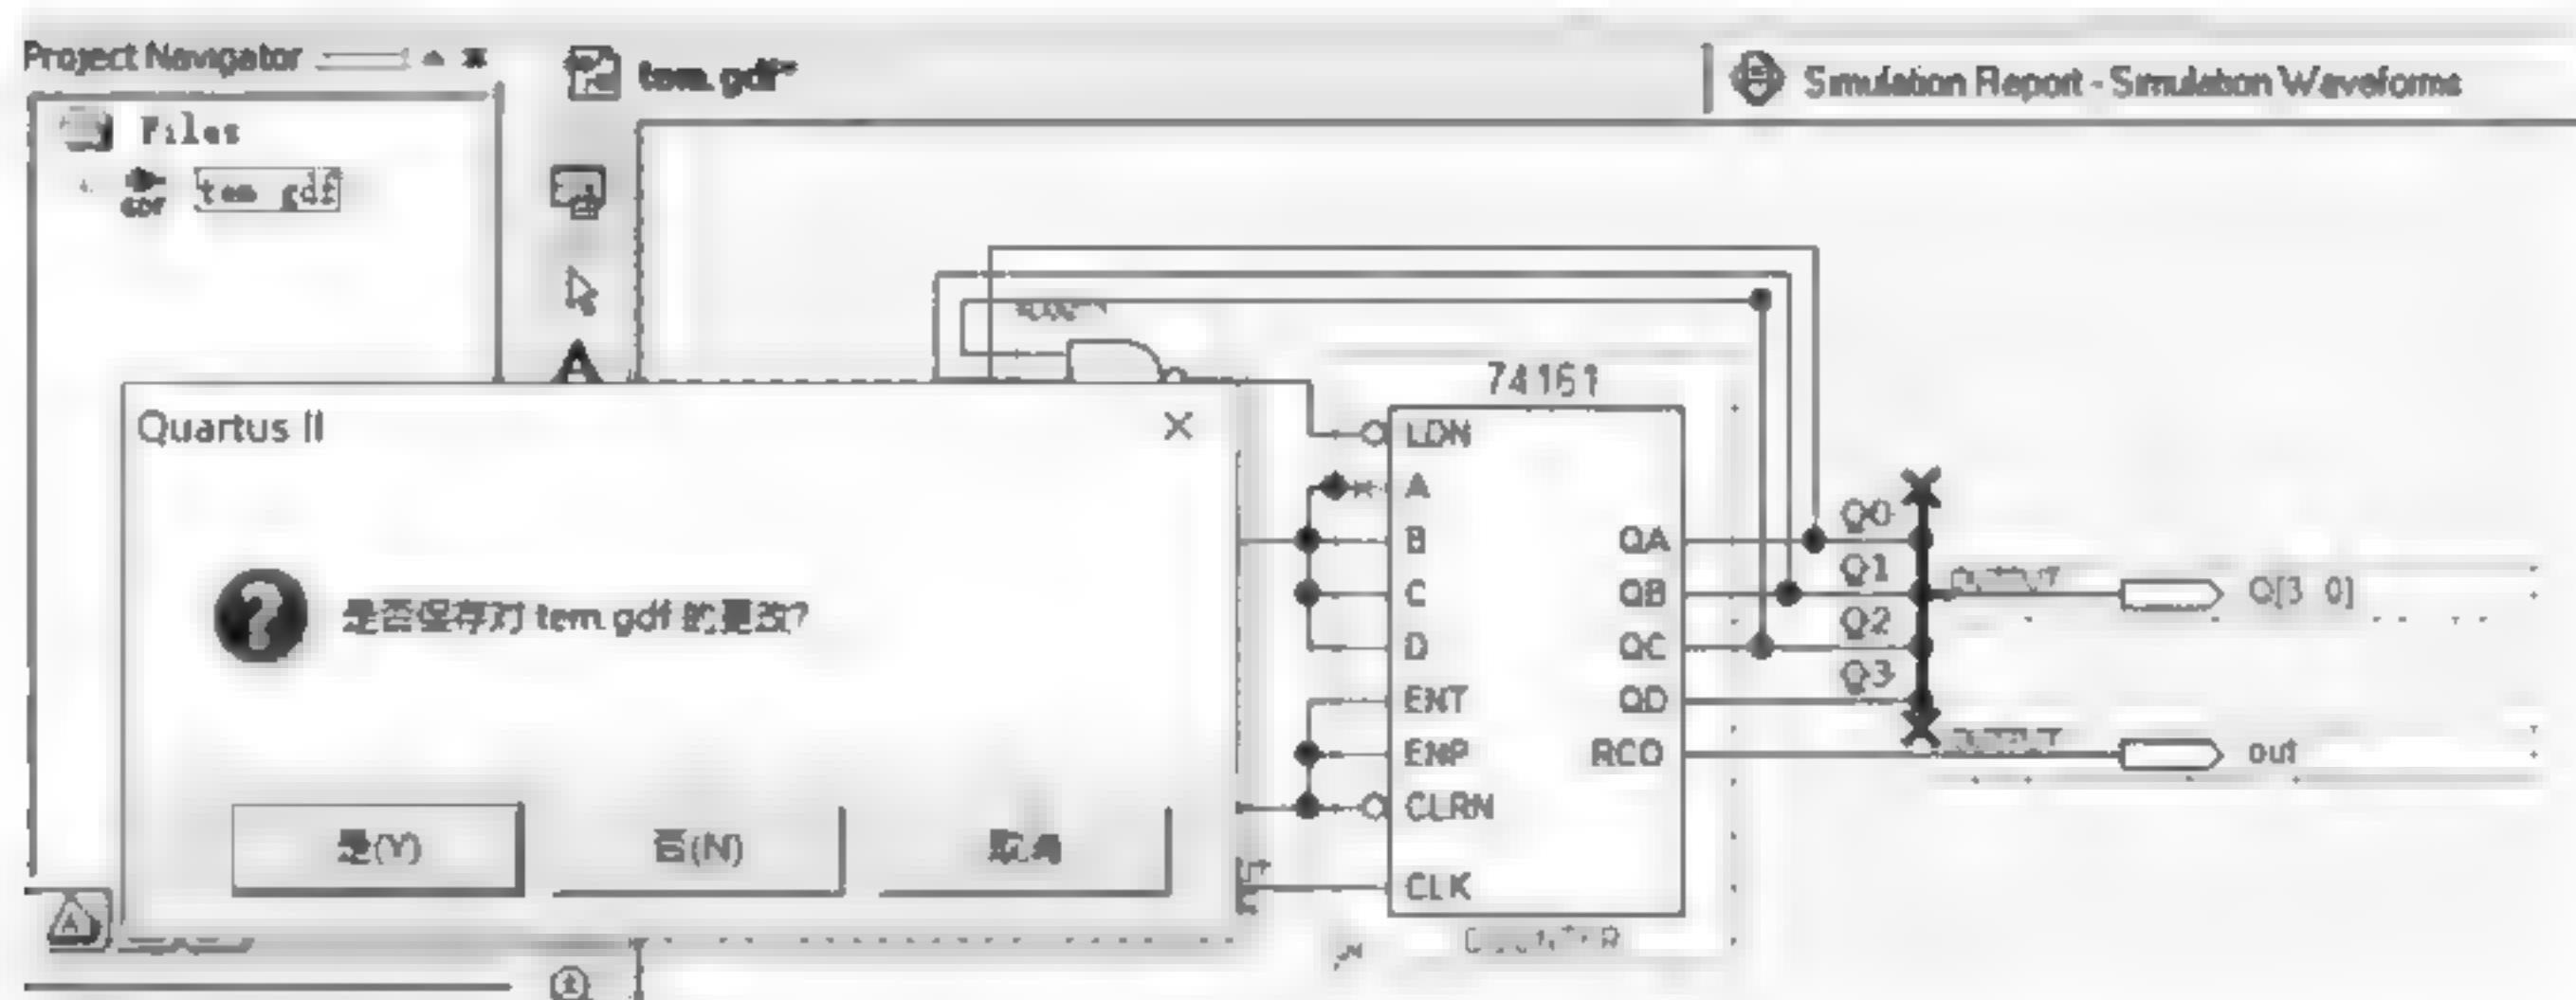 Project Navigator
tem.gdf*
Simulation Report - Simulation Waveforms
Files
tem gdf
74161
Quartus II
LDN
A
B
QA
Q0
C
QB
Q1
Q[3 0]
D
QC
Q2
ENT
QD
Q3
ENP
RCO
out
CLRN
CLK
是否保存对 tem.gdf 的更改?
是(Y)
否(N)
取消